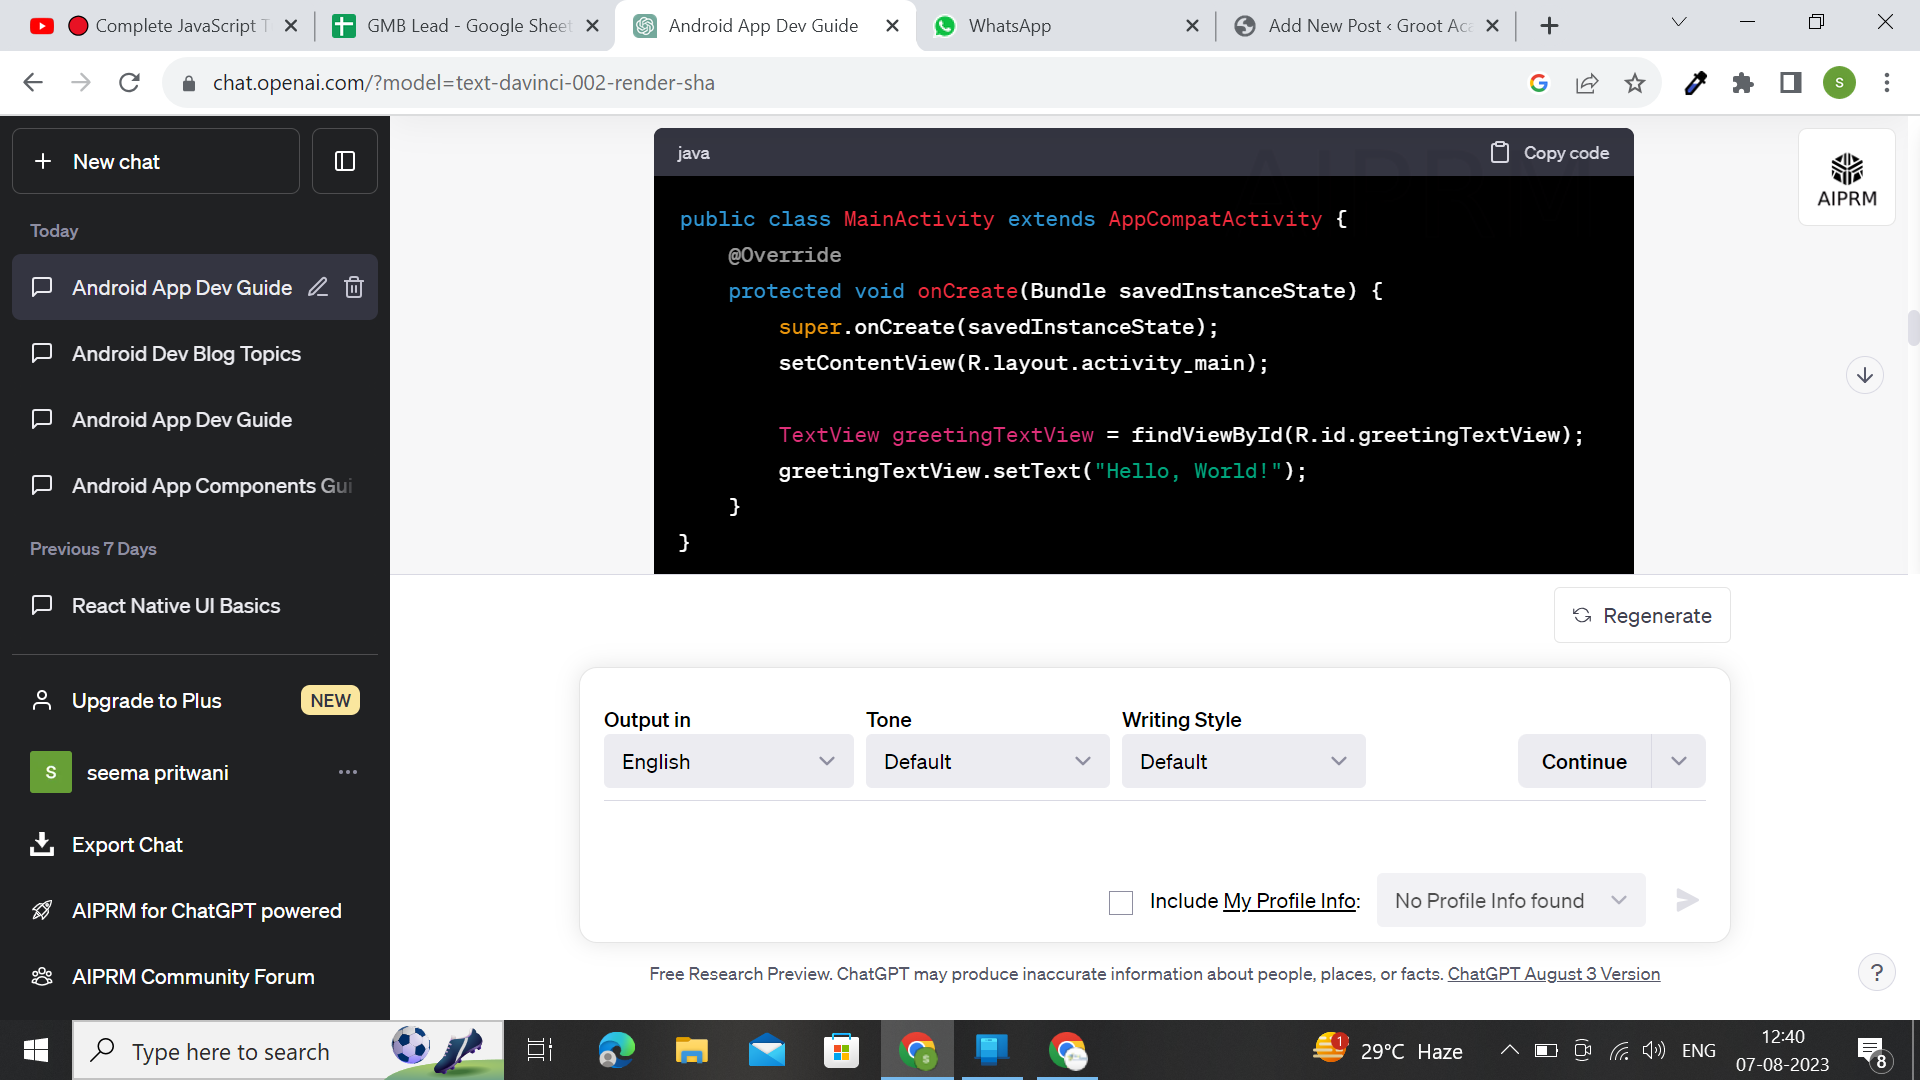 Complete JavaScript T
GMB Lead - Google Sheet
Android App Dev Guide
WhatsApp
Add New Post ‹ Groot Aca
chat.openai.com/?model=text-davinci-002-render-sha
S
New chat
Today
Android App Dev Guide
Android Dev Blog Topics
Android App Dev Guide
Android App Components Gui
Previous 7 Days
React Native UI Basics
Upgrade to Plus
NEW
S
seema pritwani
Export Chat
AIPRM for ChatGPT powered
AIPRM Community Forum
java
Copy code
AIPRM
public class MainActivity extends AppCompatActivity {
@Override
protected void onCreate(Bundle savedInstanceState) {
super.onCreate(savedInstanceState);
setContentView(R.layout.activity_main);
TextView greetingTextView = findViewById(R.id.greetingTextView);
greetingTextView.setText("Hello, World!");
}
}
Regenerate
Output in
Tone
Writing Style
English
Default
Default
Continue
Include My Profile Info:
No Profile Info found
Free Research Preview. ChatGPT may produce inaccurate information about people, places, or facts. ChatGPT August 3 Version
?
Type here to search
S
1
29°C Haze
ENG
12:40
07-08-2023
8